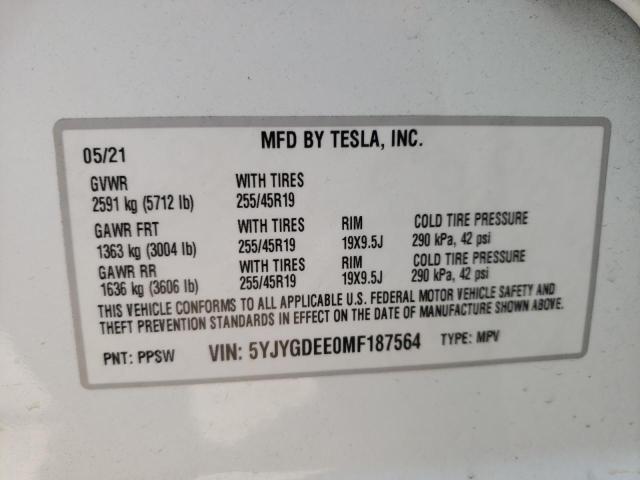 MFD BY TESLA, INC.
05/21
GVWR WITH TIRES
2591 kg (5712 lb) 255/45R19
GAWR FRT WITH TIRES RIM COLD TIRE PRESSURE
1363 kg (3004 lb) 255/45R19 19X9.5J 290 kPa, 42 psi
GAWR RR WITH TIRES RIM COLD TIRE PRESSURE
1636 kg (3606 lb) 255/45R19 19X9.5J 290 kPa, 42 psi
THIS VEHICLE CONFORMS TO ALL APPLICABLE U.S. FEDERAL MOTOR VEHICLE SAFETY AND
THEFT PREVENTION STANDARDS IN EFFECT ON THE DATE OF MANUFACTURE SHOWN ABOVE.
PNT: PPSW VIN: 5YJYGDEE0MF187564 TYPE: MPV